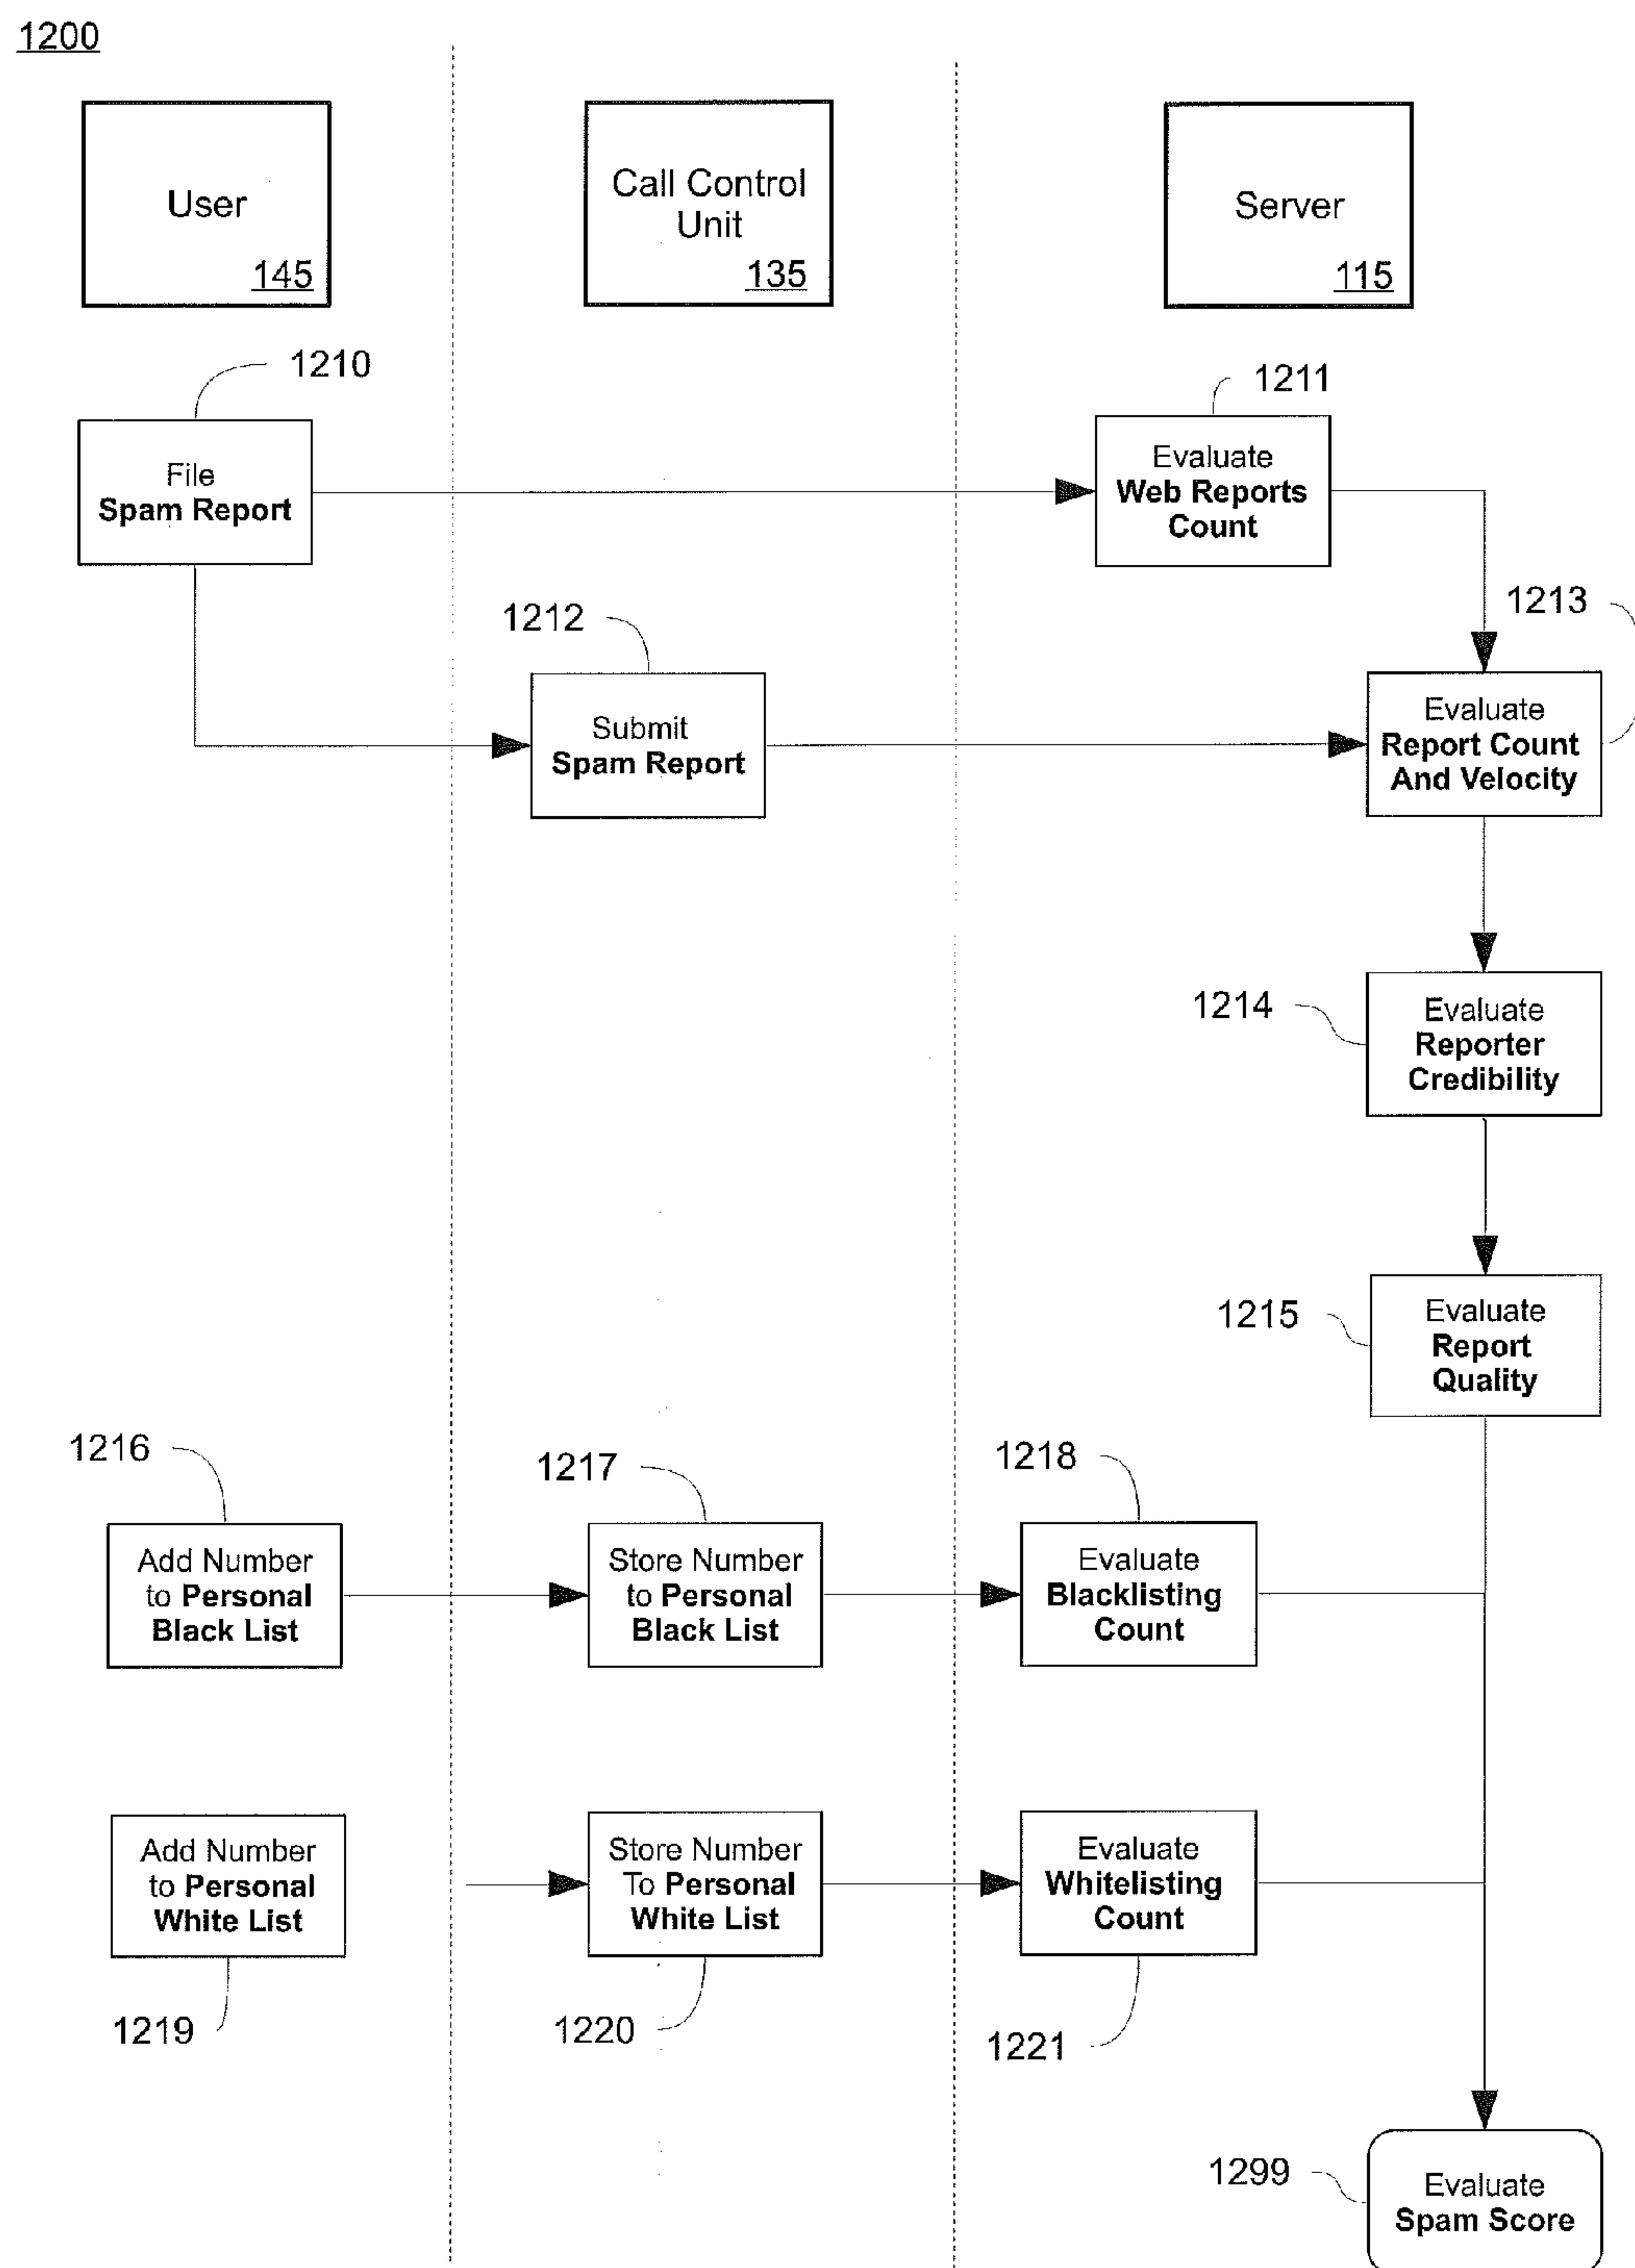 1200
User
145
Call Control
Unit
135
Server
115
1210
1211
File
Spam Report
Evaluate
Web Reports
Count
1212
1213
Submit
Spam Report
Evaluate
Report Count
And Velocity
1214
Evaluate
Reporter
Credibility
1215
Evaluate
Report
Quality
1216
1217
1218
Add Number
to Personal
Black List
Store Number
to Personal
Black List
Evaluate
Blacklisting
Count
Add Number
to Personal
White List
Store Number
To Personal
White List
Evaluate
Whitelisting
Count
1219
1220
1221
1299
Evaluate
Spam Score